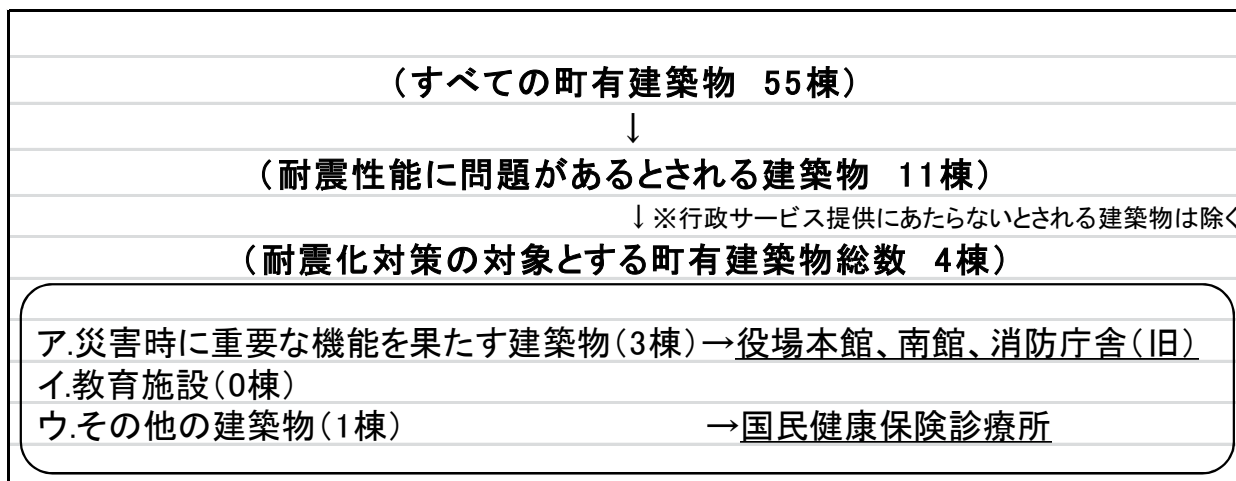 (すべての町有建築物 55棟)
↓
(耐震性能に問題があるとされる建築物 11棟)
↓※行政サービス提供にあたらないとされる建築物は除く
(耐震化対策の対象とする町有建築物総数 4棟)
ア.災害時に重要な機能を果たす建築物(3棟)→役場本館、南館、消防庁舎(旧)
イ.教育施設(0棟)
ウ.その他の建築物(1棟) →国民健康保険診療所